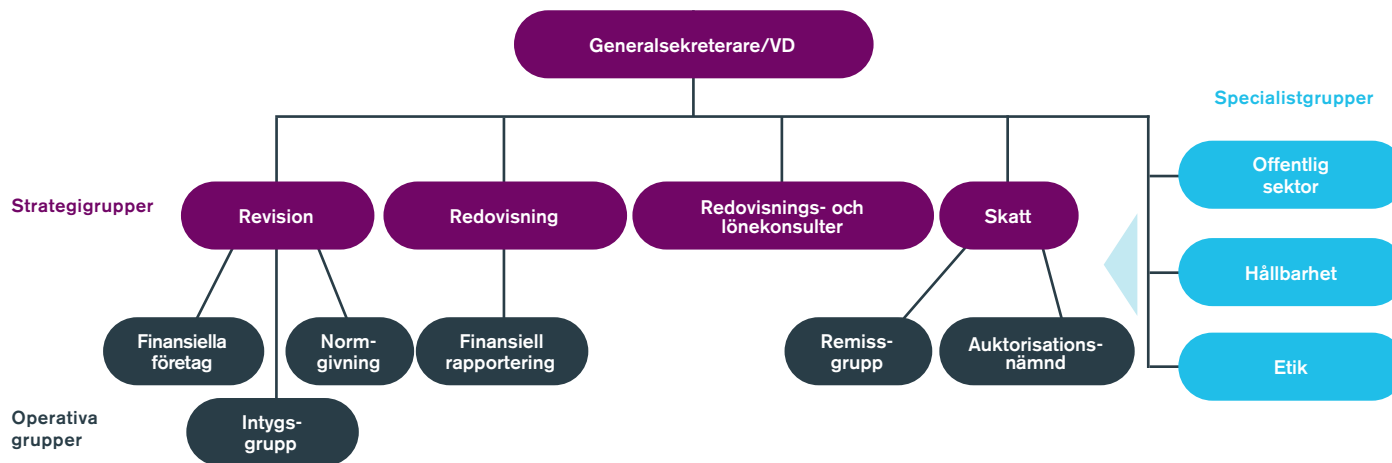 Generalsekreterare/VD
Specialistgrupper
Offentlig
sektor
Strategigrupper
Revision
Redovisning
Redovisnings- och
lönekonsulter
Skatt
Hållbarhet
Finansiella
företag
Norm-
givning
Finansiell
rapportering
Remiss-
grupp
Auktorisations-
nämnd
Etik
Operativa
grupper
Intygs-
grupp